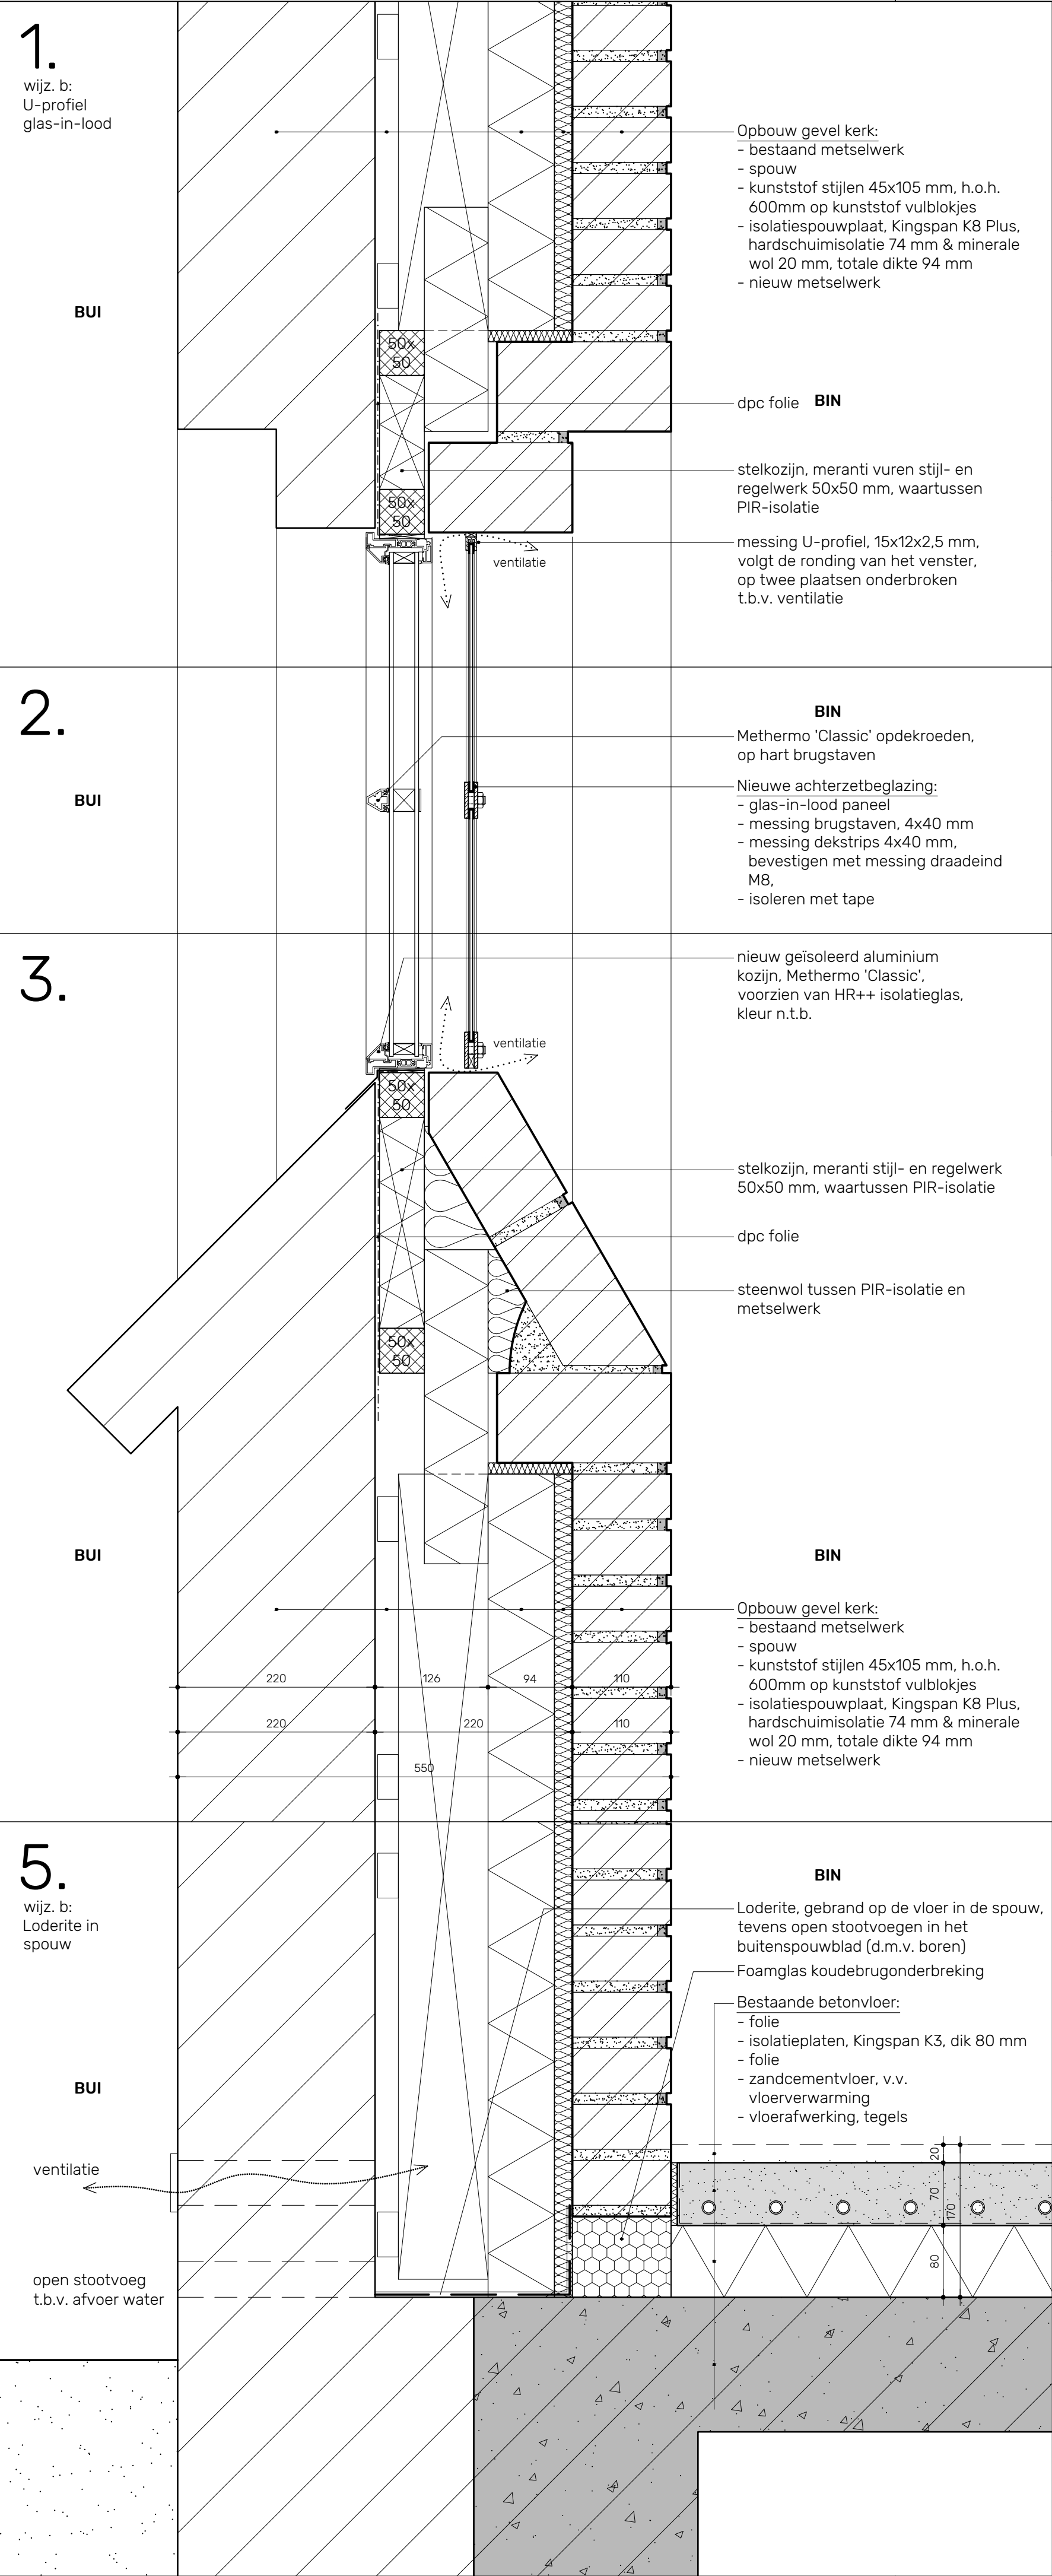 1.
wijz. b:
U-profiel
glas-in-lood
Opbouw gevel kerk:
- bestaand metselwerk
- spouw
- kunststof stijlen 45x105 mm, h.o.h.
600mm op kunststof vulblokjes
- isolatiespouwplaat, Kingspan K8 Plus,
hardschuimisolatie 74 mm & minerale
wol 20 mm, totale dikte 94 mm
- nieuw metselwerk
BUI
50x
50
dpc folie
BIN
stelkozijn, meranti vuren stijl- en
regelwerk 50x50 mm, waartussen
PIR-isolatie
50x
50
messing U-profiel, 15x12x2,5 mm,
volgt de ronding van het venster,
op twee plaatsen onderbroken
t.b.v. ventilatie
ventilatie
2.
BIN
Methermo 'Classic' opdekroeden,
op hart brugstaven
BUI
Nieuwe achterzetbeglazing:
- glas-in-lood paneel
- messing brugstaven, 4x40 mm
- messing dekstrips 4x40 mm,
bevestigen met messing draadeind
M8,
- isoleren met tape
3.
nieuw geïsoleerd aluminium
kozijn, Methermo 'Classic',
voorzien van HR++ isolatieglas,
kleur n.t.b.
ventilatie
50x
50
stelkozijn, meranti stijl- en regelwerk
50x50 mm, waartussen PIR-isolatie
dpc folie
steenwol tussen PIR-isolatie en
metselwerk
50x
50
BUI
BIN
Opbouw gevel kerk:
- bestaand metselwerk
- spouw
- kunststof stijlen 45x105 mm, h.o.h.
600mm op kunststof vulblokjes
- isolatiespouwplaat, Kingspan K8 Plus,
hardschuimisolatie 74 mm & minerale
wol 20 mm, totale dikte 94 mm
- nieuw metselwerk
220 126 94 110
220 220 110
550
5.
wijz. b:
Loderite in
spouw
BIN
Loderite, gebrand op de vloer in de spouw,
tevens open stootvoegen in het
buitenspouwblad (d.m.v. boren)
Foamglas koudebrugonderbreking
Bestaande betonvloer:
- folie
- isolatieplaten, Kingspan K3, dik 80 mm
- folie
- zandcementvloer, v.v.
vloerverwarming
- vloerafwerking, tegels
BUI
ventilatie
20
70
170
80
open stootvoeg
t.b.v. afvoer water